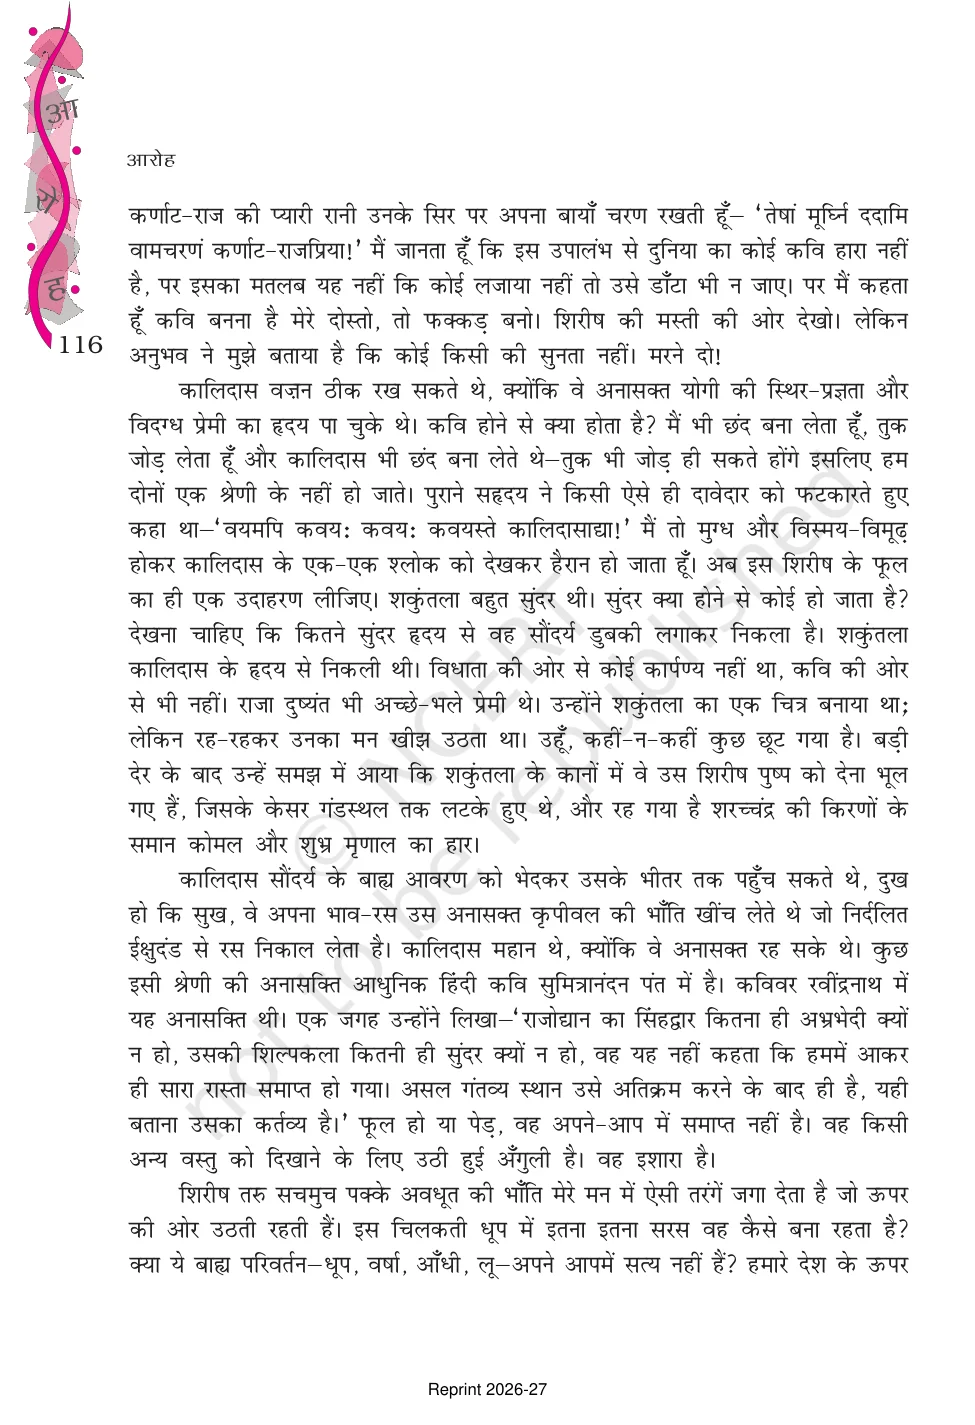 आ
रो
ह
आरोह
कर्णाट-राज की प्यारी रानी उनके सिर पर अपना बायाँ चरण रखती हूँ– ‘तेषां मूर्ध्नि ददामि
वामचरणं कर्णाट-राजप्रिया!’ मैं जानता हूँ कि इस उपालंभ से दुनिया का कोई कवि हारा नहीं
है, पर इसका मतलब यह नहीं कि कोई लजाया नहीं तो उसे डाँटा भी न जाए। पर मैं कहता
हूँ कवि बनना है मेरे दोस्तो, तो फक्कड़ बनो। शिरीष की मस्ती की ओर देखो। लेकिन
116
अनुभव ने मुझे बताया है कि कोई किसी की सुनता नहीं। मरने दो!
कालिदास वज़न ठीक रख सकते थे, क्योंकि वे अनासक्त योगी की स्थिर-प्रज्ञता और
विदग्ध प्रेमी का हृदय पा चुके थे। कवि होने से क्या होता है? मैं भी छंद बना लेता हूँ, तुक
जोड़ लेता हूँ और कालिदास भी छंद बना लेते थे–तुक भी जोड़ ही सकते होंगे इसलिए हम
दोनों एक श्रेणी के नहीं हो जाते। पुराने सहृदय ने किसी ऐसे ही दावेदार को फटकारते हुए
कहा था–‘वयमपि कवय: कवय: कवयस्ते कालिदासाद्या!’ मैं तो मुग्ध और विस्मय-विमूढ़
होकर कालिदास के एक-एक श्लोक को देखकर हैरान हो जाता हूँ। अब इस शिरीष के फूल
का ही एक उदाहरण लीजिए। शकुंतला बहुत सुंदर थी। सुंदर क्या होने से कोई हो जाता है?
देखना चाहिए कि कितने सुंदर हृदय से वह सौंदर्य डुबकी लगाकर निकला है। शकुंतला
कालिदास के हृदय से निकली थी। विधाता की ओर से कोई कार्पण्य नहीं था, कवि की ओर
से भी नहीं। राजा दुष्यंत भी अच्छे-भले प्रेमी थे। उन्होंने शकुंतला का एक चित्र बनाया था;
लेकिन रह-रहकर उनका मन खीझ उठता था। उहूँ, कहीं-न-कहीं कुछ छूट गया है। बड़ी
देर के बाद उन्हें समझ में आया कि शकुंतला के कानों में वे उस शिरीष पुष्प को देना भूल
गए हैं, जिसके केसर गंडस्थल तक लटके हुए थे, और रह गया है शरच्चंद्र की किरणों के
समान कोमल और शुभ्र मृणाल का हार।
कालिदास सौंदर्य के बाह्य आवरण को भेदकर उसके भीतर तक पहुँच सकते थे, दुख
हो कि सुख, वे अपना भाव-रस उस अनासक्त कृपीवल की भाँति खींच लेते थे जो निर्दलित
ईक्षुदंड से रस निकाल लेता है। कालिदास महान थे, क्योंकि वे अनासक्त रह सके थे। कुछ
इसी श्रेणी की अनासक्ति आधुनिक हिंदी कवि सुमित्रानंदन पंत में है। कविवर रवींद्रनाथ में
यह अनासक्ति थी। एक जगह उन्होंने लिखा–‘राजोद्यान का सिंहद्वार कितना ही अभ्रभेदी क्यों
न हो, उसकी शिल्पकला कितनी ही सुंदर क्यों न हो, वह यह नहीं कहता कि हममें आकर
ही सारा रास्ता समाप्त हो गया। असल गंतव्य स्थान उसे अतिक्रम करने के बाद ही है, यही
बताना उसका कर्तव्य है।’ फूल हो या पेड़, वह अपने-आप में समाप्त नहीं है। वह किसी
अन्य वस्तु को दिखाने के लिए उठी हुई अँगुली है। वह इशारा है।
शिरीष तरु सचमुच पक्के अवधूत की भाँति मेरे मन में ऐसी तरंगें जगा देता है जो ऊपर
की ओर उठती रहती हैं। इस चिलकती धूप में इतना इतना सरस वह कैसे बना रहता है?
क्या ये बाह्य परिवर्तन–धूप, वर्षा, आँधी, लू–अपने आपमें सत्य नहीं हैं? हमारे देश के ऊपर
© NCERT
not to be republished
Reprint 2026-27